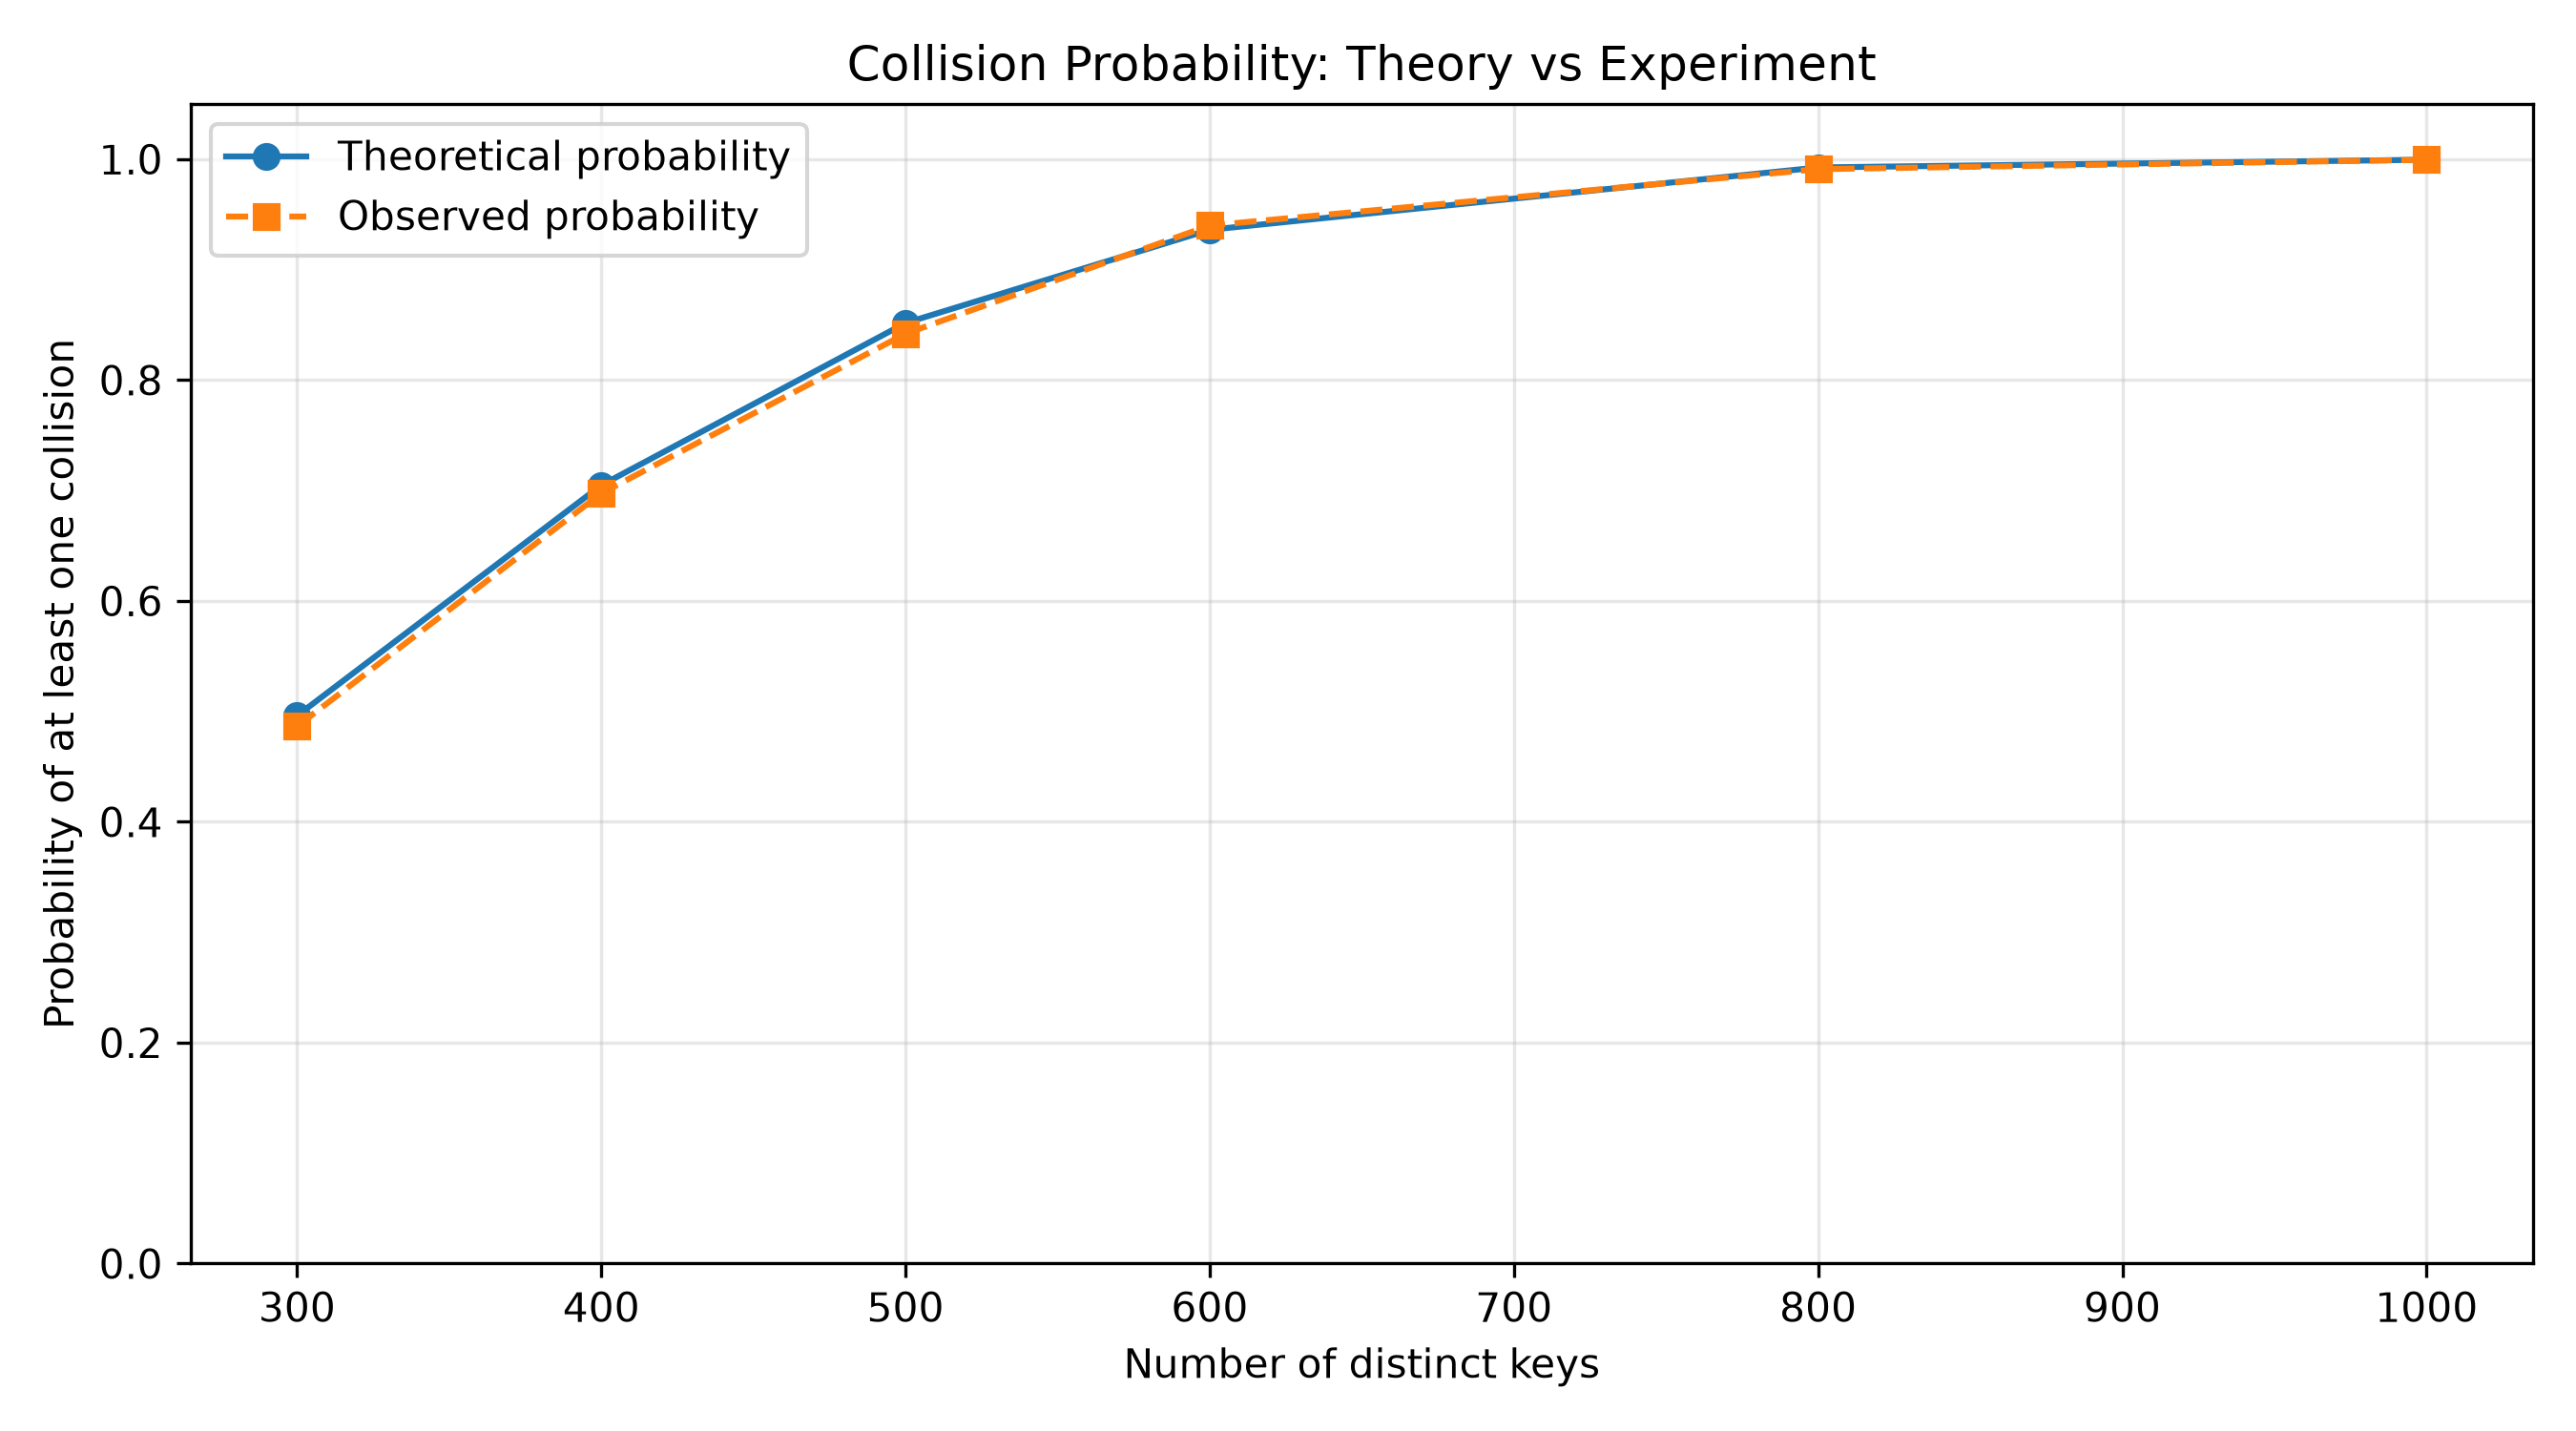 Collision Probability: Theory vs Experiment
Theoretical probability
Observed probability
Probability of at least one collision
1.0
0.8
0.6
0.4
0.2
0.0
300 400 500 600 700 800 900 1000
Number of distinct keys